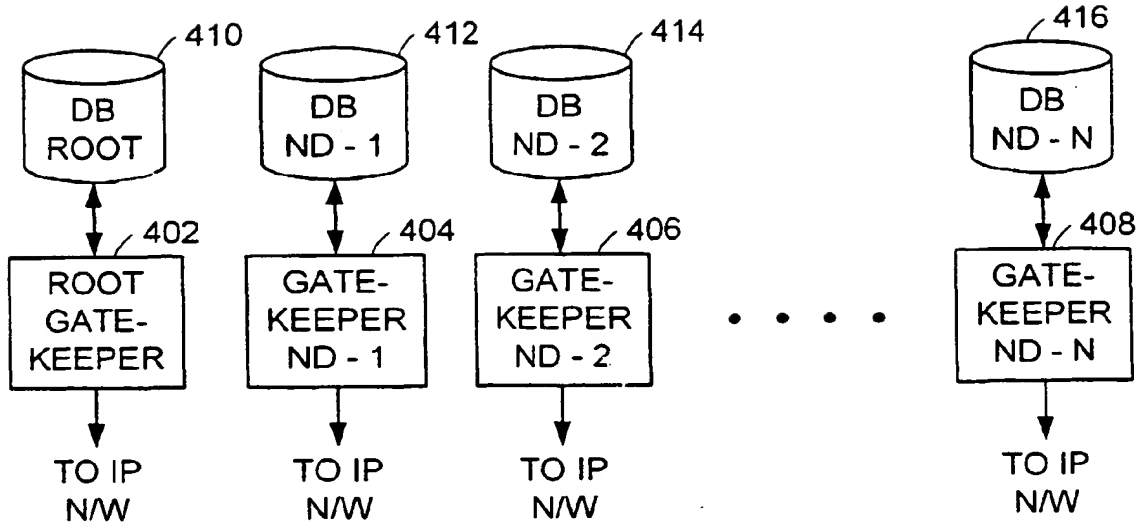 410
DB
ROOT
412
DB
ND - 1
414
DB
ND - 2
416
DB
ND - N
402
ROOT
GATE-
KEEPER
404
GATE-
KEEPER
ND - 1
406
GATE-
KEEPER
ND - 2
408
GATE-
KEEPER
ND - N
TO IP
N/W
TO IP
N/W
TO IP
N/W
TO IP
N/W